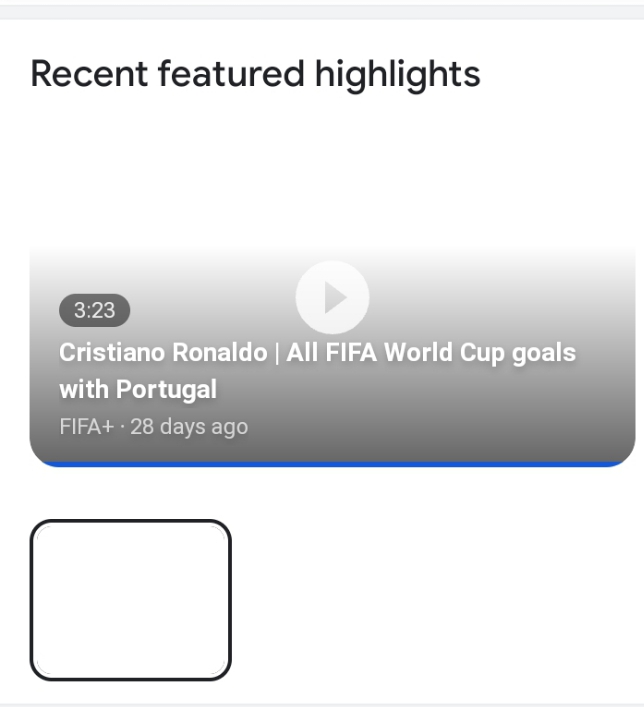 Recent featured highlights
3:23
Cristiano Ronaldo | All FIFA World Cup goals
with Portugal
FIFA+ · 28 days ago